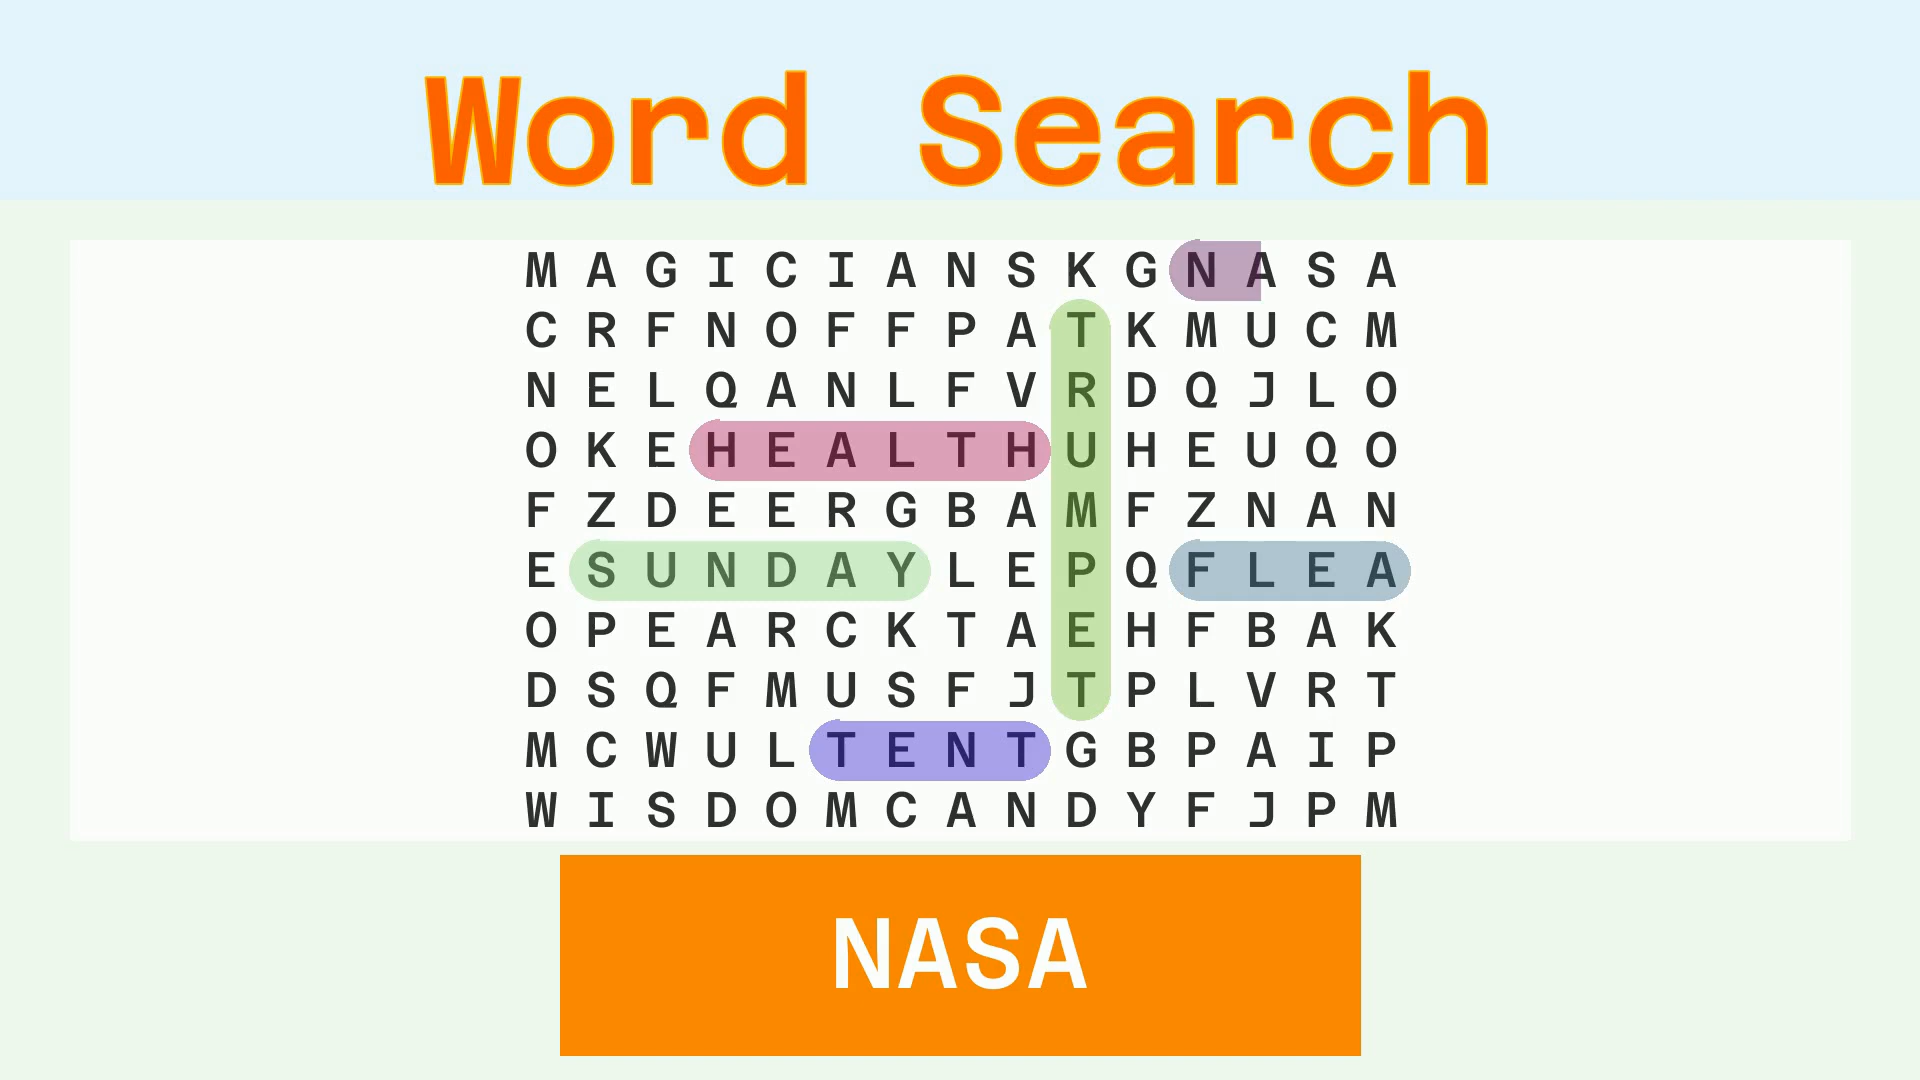 Word Search
M A G I C I A N S K G N A S A
C R F N O F F P A T K M U C M
N E L Q A N L F V R D Q J L O
O K E H E A L T H U H E U Q O
F Z D E E R G B A M F Z N A N
E S U N D A Y L E P Q F L E A
O P E A R C K T A E H F B A K
D S Q F M U S F J T P L V R T
M C W U L T E N T G B P A I P
W I S D O M C A N D Y F J P M
NASA